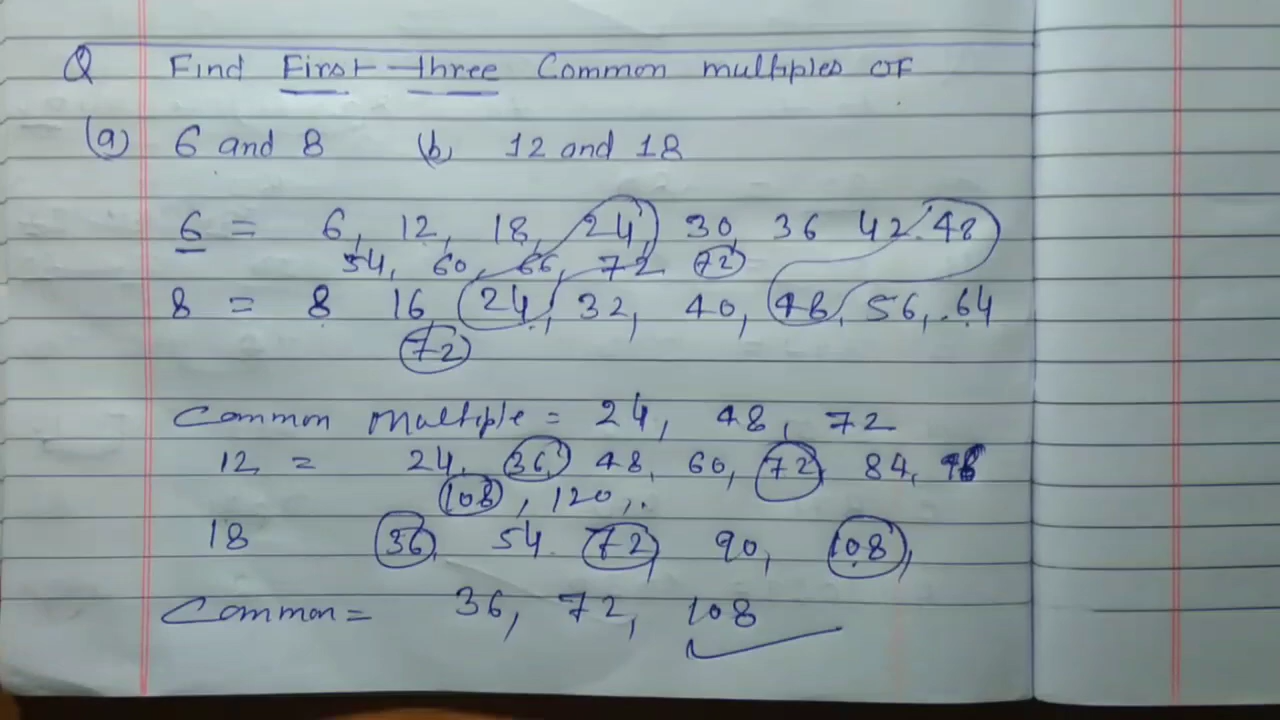 Q Find First three Common multiples OF
(a) 6 and 8 (b) 12 and 18
6 = 6, 12, 18, 24, 30, 36 42. 48
54, 60, 66, 72 72
8 = 8 16, 24, 32, 40, 48, 56, 64
72
Common Multiple = 24, 48, 72
12 = 24, 36, 48, 60, 72, 84, 96
108, 120,.
18 36, 54. 72, 90, 108,
Common = 36, 72, 108